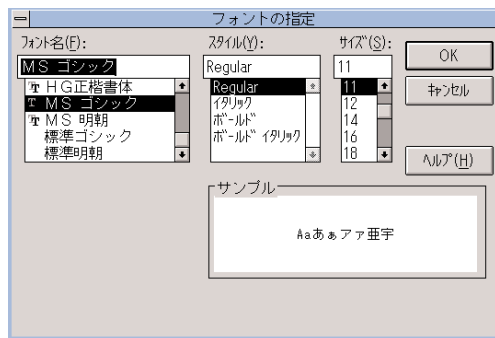 フォントの指定
ﾌｫﾝﾄ名(F):
MS ゴシック
HG正楷書体
MS ゴシック
MS 明朝
標準ゴシック
標準明朝
ｽﾀｲﾙ(Y):
Regular
Regular
ｲﾀﾘｯｸ
ﾎﾞｰﾙﾄﾞ
ﾎﾞｰﾙﾄﾞ ｲﾀﾘｯｸ
ｻｲｽﾞ(S):
11
11
12
14
16
18
OK
ｷｬﾝｾﾙ
ﾍﾙﾌﾟ(H)
サンプル
Aaあぁアァ亜宇